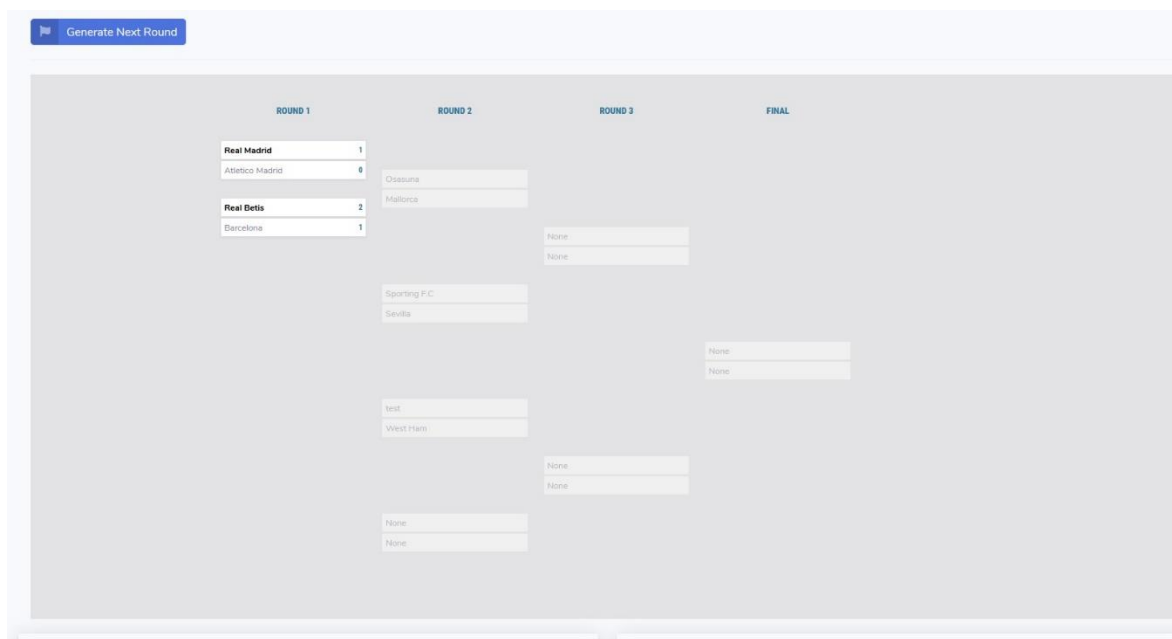 Generate Next Round
ROUND 1
ROUND 2
ROUND 3
FINAL
Real Madrid 1
Atletico Madrid 0
Real Betis 2
Barcelona 1
Osasuna
Mallorca
Sporting F.C
Sevilla
test
West Ham
None
None
None
None
None
None
None
None